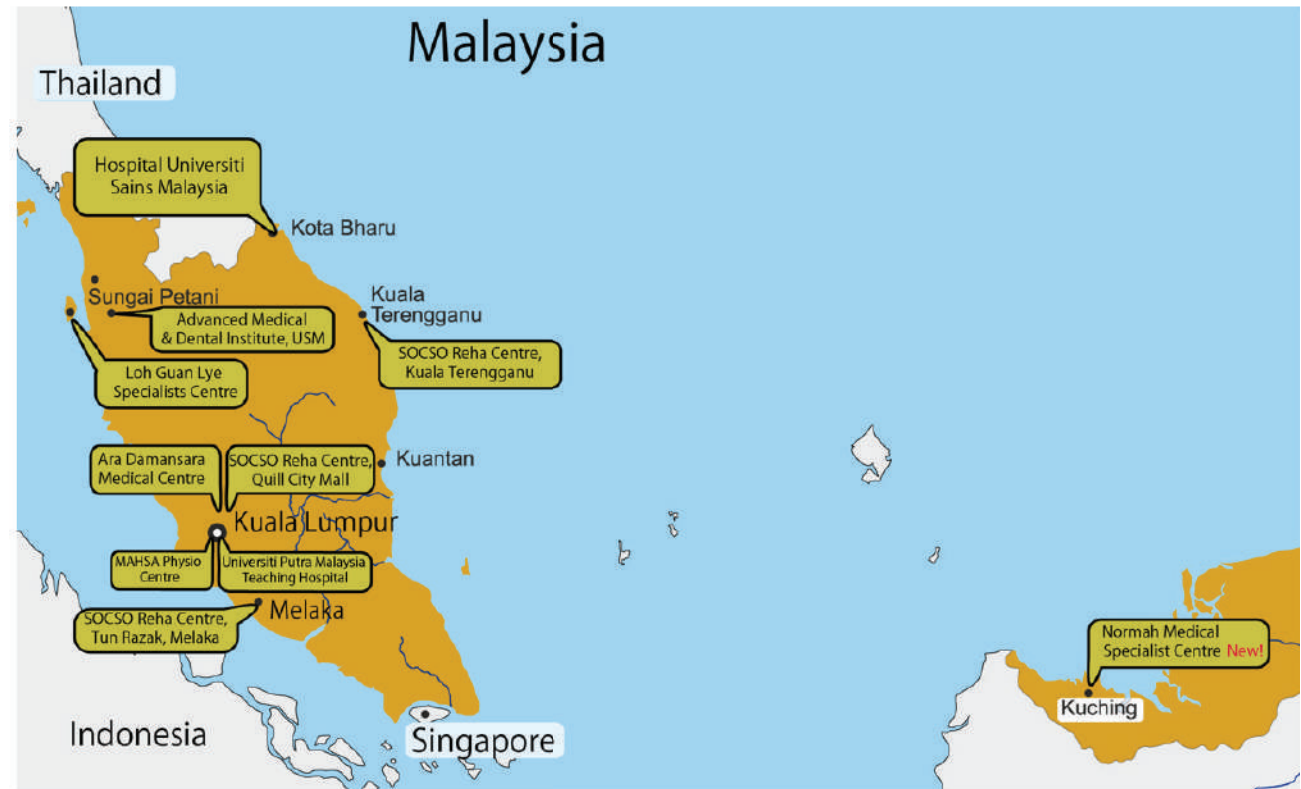 Malaysia
Thailand
Hospital Universiti
Sains Malaysia
Kota Bharu
Sungai Petani
Advanced Medical
& Dental Institute, USM
Kuala
Terengganu
SOCSO Reha Centre,
Kuala Terengganu
Loh Guan Lye
Specialists Centre
Ara Damansara
Medical Centre
SOCSO Reha Centre,
Quill City Mall
Kuantan
Kuala Lumpur
MAHSA Physio
Centre
Universiti Putra Malaysia
Teaching Hospital
Melaka
SOCSO Reha Centre,
Tun Razak, Melaka
Normah Medical
Specialist Centre New!
Kuching
Indonesia
Singapore